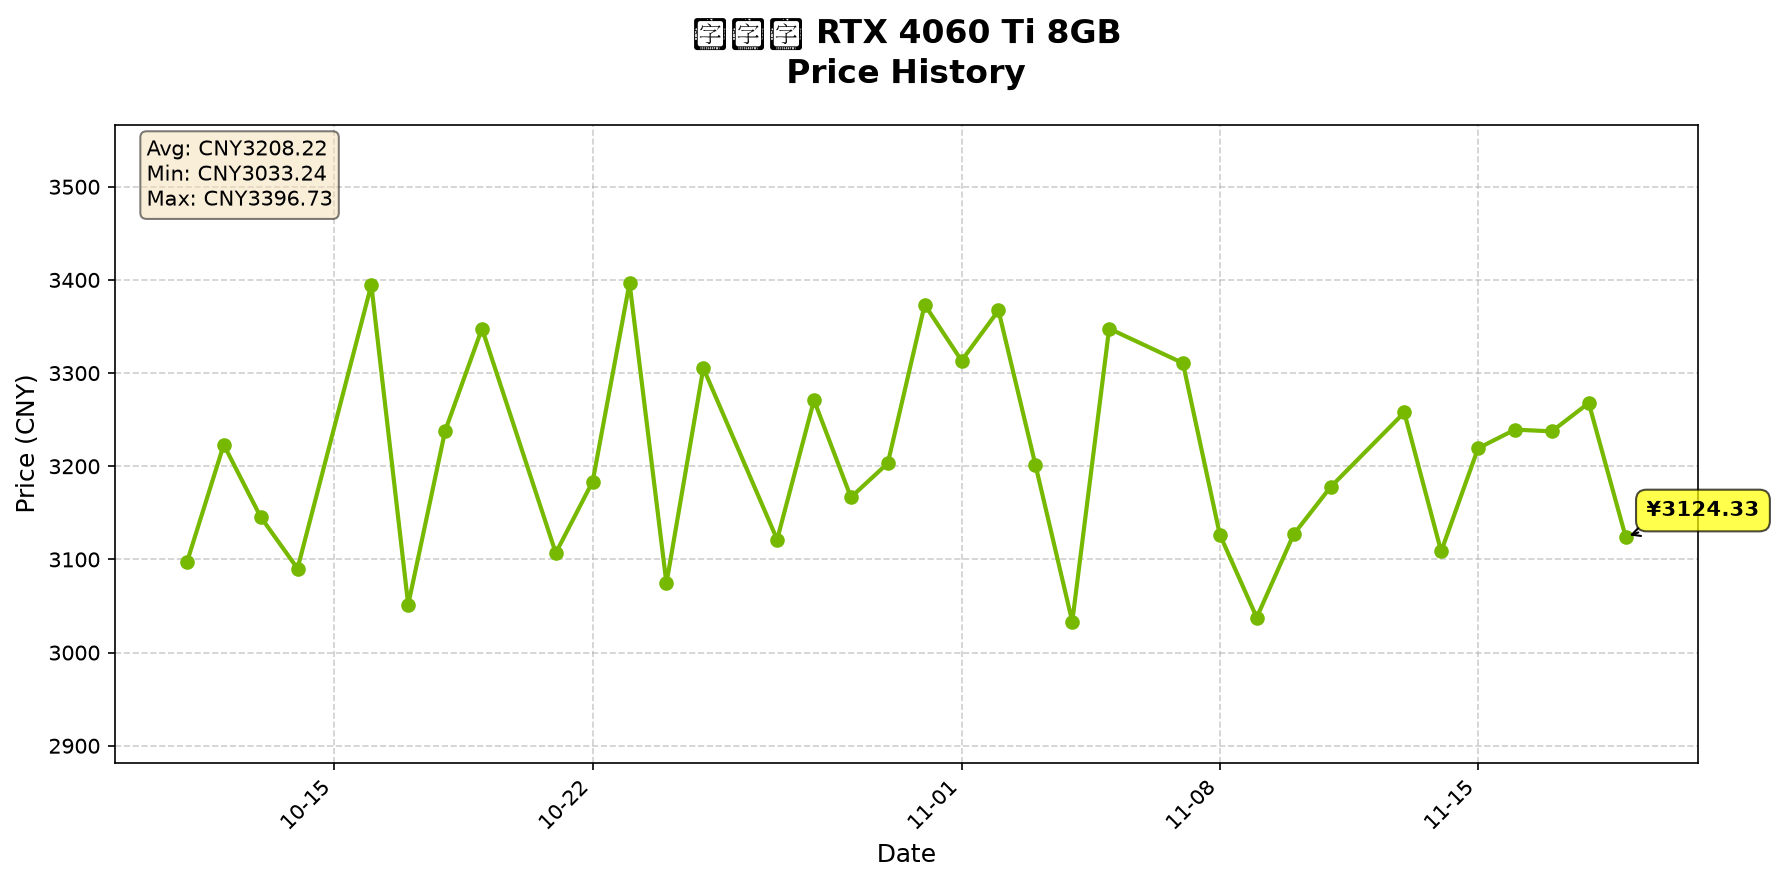 RTX 4060 Ti 8GB
Price History
Avg: CNY3208.22
Min: CNY3033.24
Max: CNY3396.73
Price (CNY)
3500
3400
3300
3200
3100
3000
2900
¥3124.33
10-15
10-22
11-01
11-08
11-15
Date